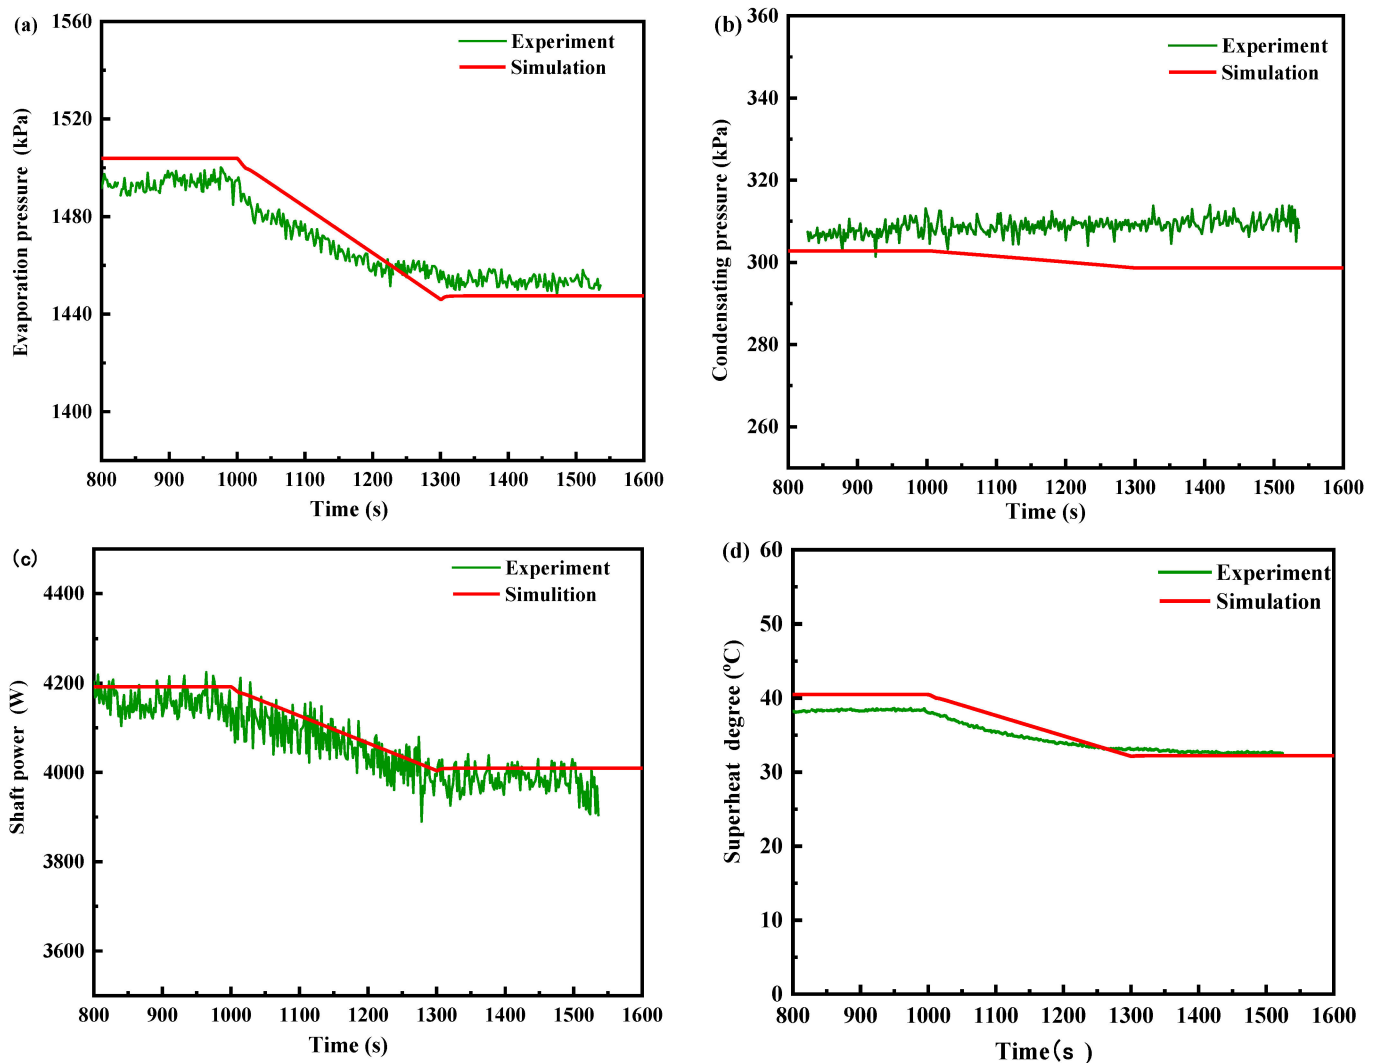 (a)
1560
1520
1480
1440
1400
Evaporation pressure (kPa)
Experiment
Simulation
800 900 1000 1100 1200 1300 1400 1500 1600
Time (s)
(b)
360
340
320
300
280
260
Condensating pressure (kPa)
Experiment
Simulation
800 900 1000 1100 1200 1300 1400 1500 1600
Time (s)
(c)
4400
4200
4000
3800
3600
Shaft power (W)
Experiment
Simulition
800 900 1000 1100 1200 1300 1400 1500 1600
Time (s)
(d)
60
50
40
30
20
10
0
Superheat degree (°C)
Experiment
Simulation
800 900 1000 1100 1200 1300 1400 1500 1600
Time(s )